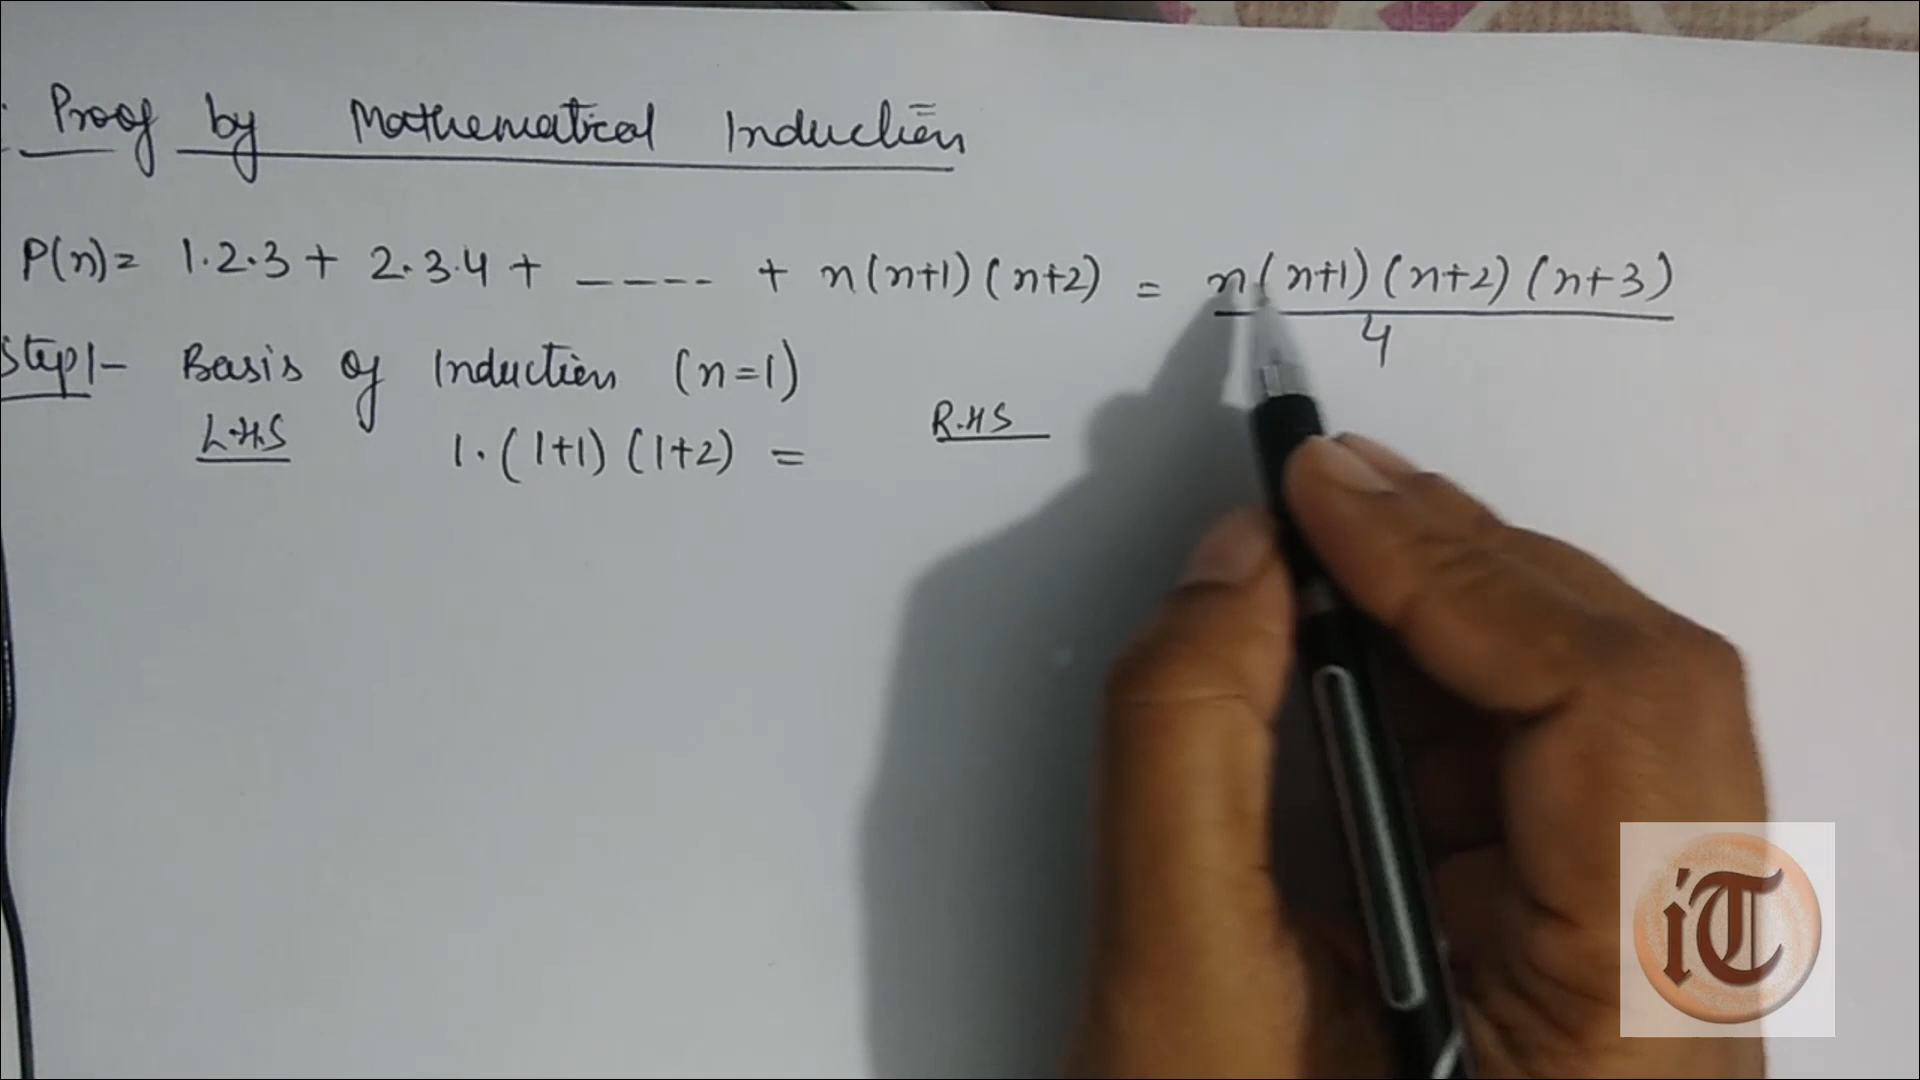 Proof by Mathematical Induction
P(n)= 1.2.3 + 2.3.4 + ---- + n(n+1)(n+2) = n(n+1)(n+2)(n+3)
4
Step1- Basis of Induction (n=1)
L.H.S 1.(1+1)(1+2) = R.H.S
iT